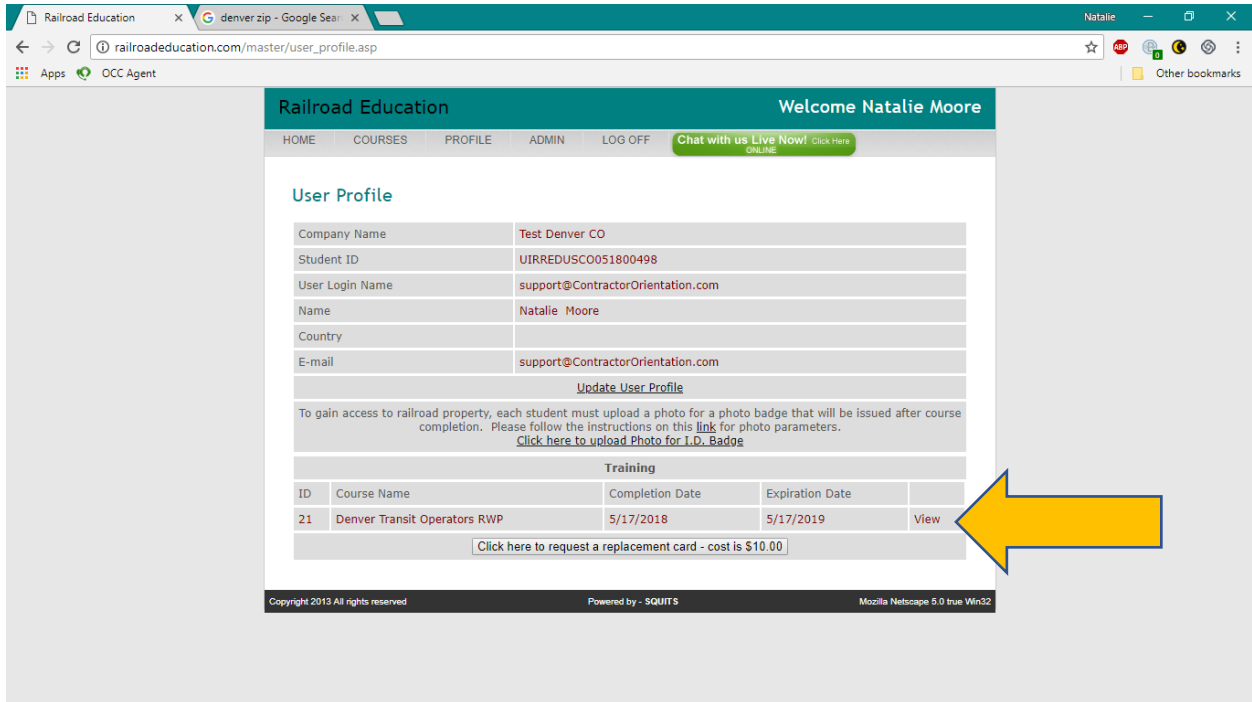 Railroad Education
denver zip - Google Sear
Natalie
railroadeducation.com/master/user_profile.asp
ABP
0
Apps
OCC Agent
Other bookmarks
Railroad Education
Welcome Natalie Moore
HOME COURSES PROFILE ADMIN LOG OFF
Chat with us Live Now! Click Here
ONLINE
User Profile
Company Name Test Denver CO
Student ID UIRREDUSCO051800498
User Login Name support@ContractorOrientation.com
Name Natalie Moore
Country
E-mail support@ContractorOrientation.com
Update User Profile
To gain access to railroad property, each student must upload a photo for a photo badge that will be issued after course
completion. Please follow the instructions on this link for photo parameters.
Click here to upload Photo for I.D. Badge
Training
ID Course Name Completion Date Expiration Date
21 Denver Transit Operators RWP 5/17/2018 5/17/2019 View
Click here to request a replacement card - cost is $10.00
Copyright 2013 All rights reserved Powered by - SQUITS Mozilla Netscape 5.0 true Win32